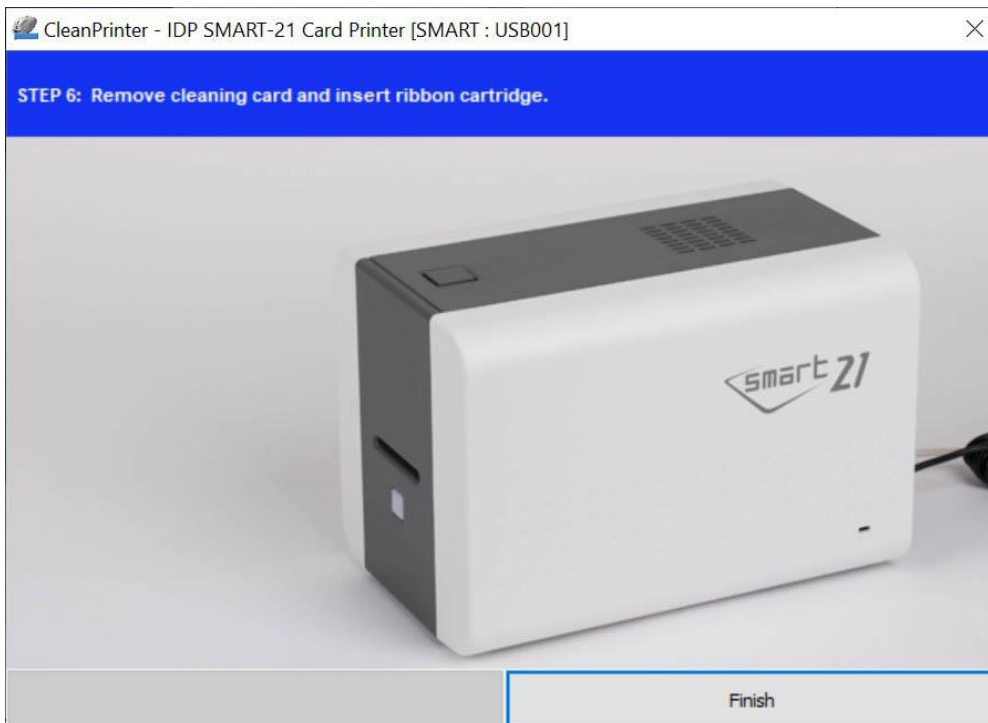 CleanPrinter - IDP SMART-21 Card Printer [SMART : USB001]
STEP 6: Remove cleaning card and insert ribbon cartridge.
smart 21
Finish